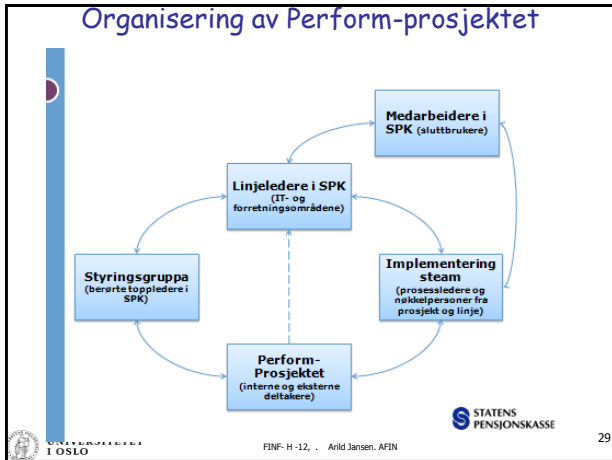 Organisering av Perform-prosjektet
Medarbeidere i
SPK (sluttbrukere)
Linjeledere i SPK
(IT- og
forretningsområdene)
Styringsgruppa
(berørte toppledere i
SPK)
Implementering
steam
(prosessledere og
nøkkelpersoner fra
prosjekt og linje)
Perform-
Prosjektet
(interne og eksterne
deltakere)
STATENS
PENSJONSKASSE
UNIVERSITETET
I OSLO
FINF- H -12, . Arild Jansen. AFIN
29